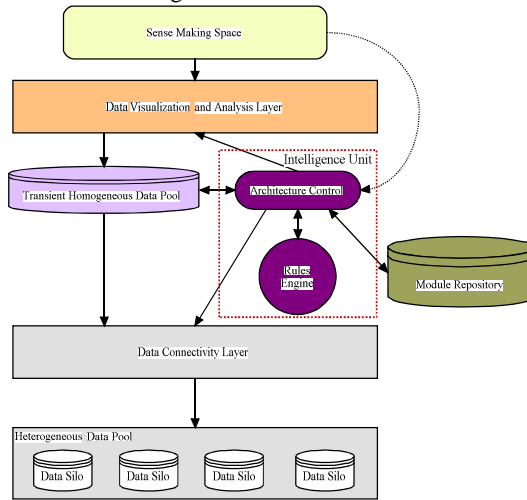 Sense Making Space
Data Visualization and Analysis Layer
Intelligence Unit
Transient Homogeneous Data Pool
Architecture Control
Rules
Engine
Module Repository
Data Connectivity Layer
Heterogeneous Data Pool
Data Silo
Data Silo
Data Silo
Data Silo